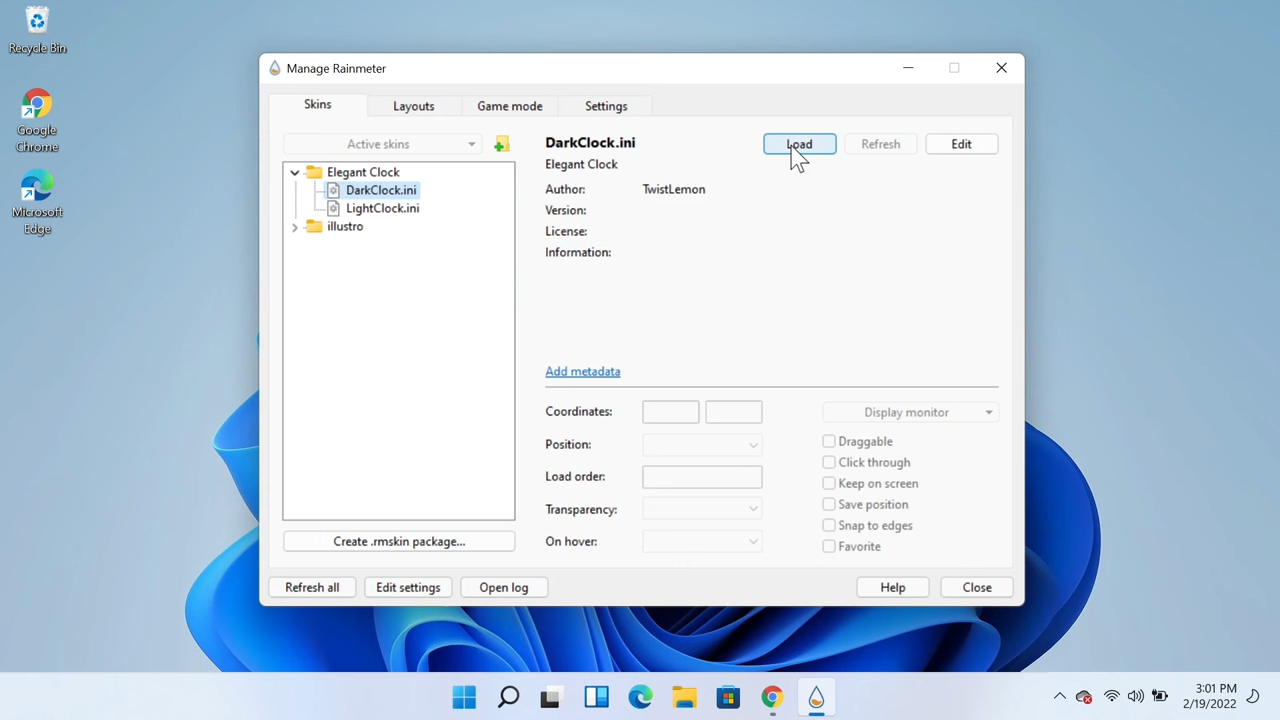 Recycle Bin
Google
Chrome
Microsoft
Edge
Manage Rainmeter
Skins
Layouts
Game mode
Settings
Active skins
Elegant Clock
DarkClock.ini
LightClock.ini
illustro
Create .rmskin package...
DarkClock.ini
Load
Refresh
Edit
Elegant Clock
Author: TwistLemon
Version:
License:
Information:
Add metadata
Coordinates:
Position:
Load order:
Transparency:
On hover:
Display monitor
Draggable
Click through
Keep on screen
Save position
Snap to edges
Favorite
Refresh all
Edit settings
Open log
Help
Close
3:01 PM
2/19/2022